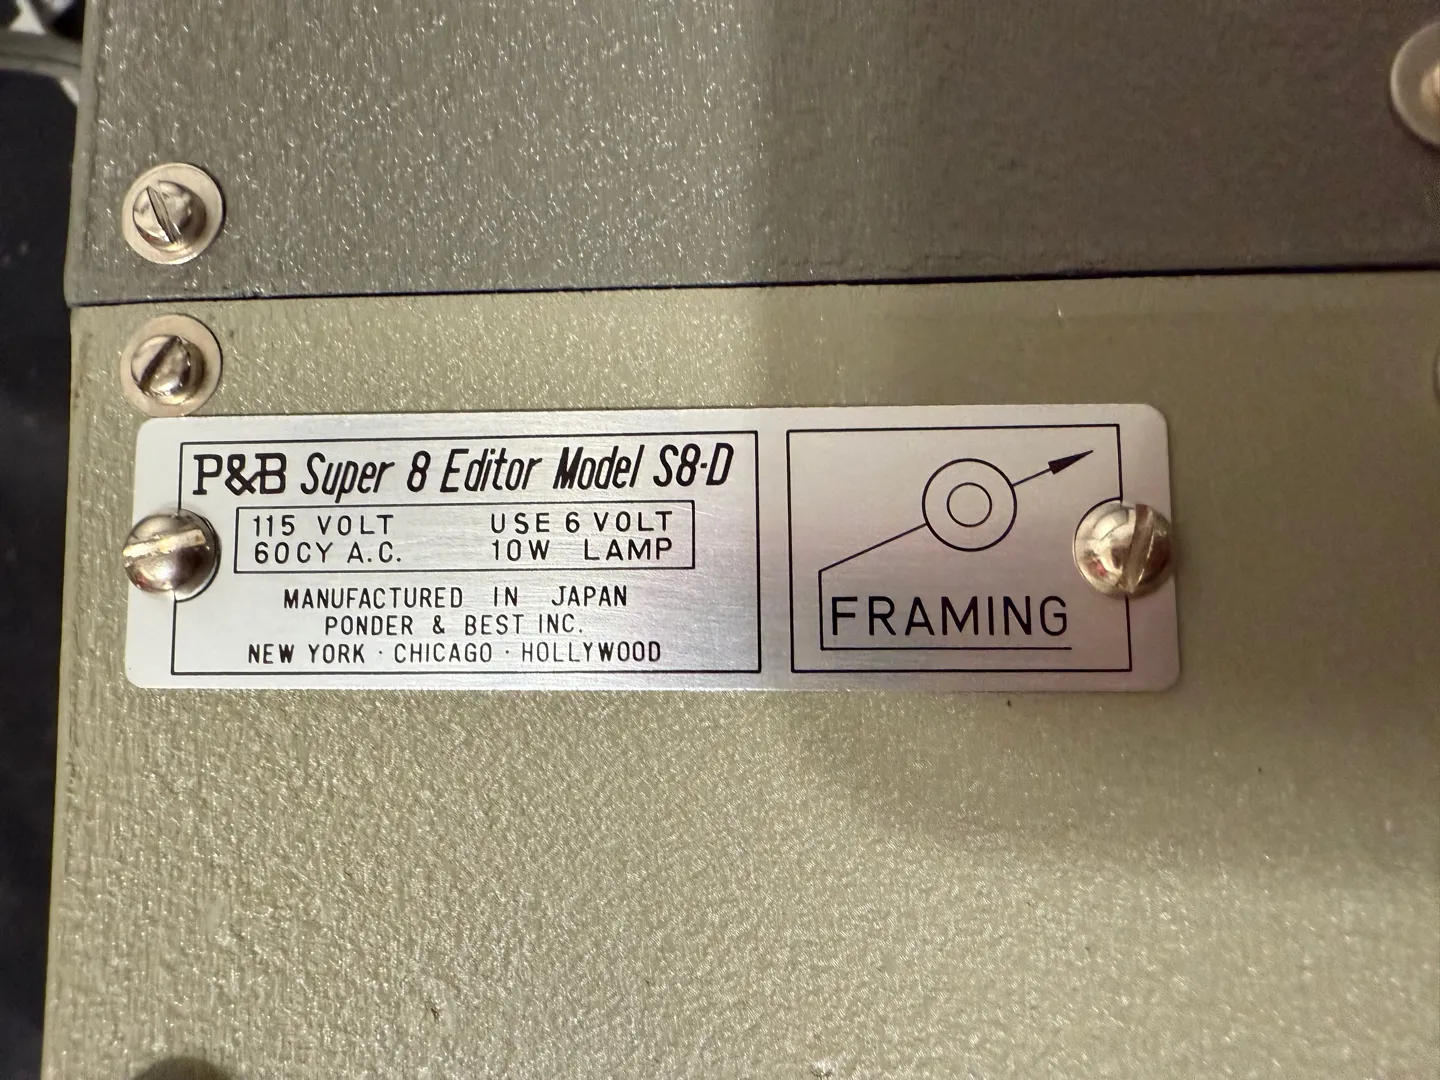 P&B Super 8 Editor Model S8-D
115 VOLT USE 6 VOLT
60CY A.C. 10W LAMP
MANUFACTURED IN JAPAN
PONDER & BEST INC.
NEW YORK · CHICAGO · HOLLYWOOD
FRAMING